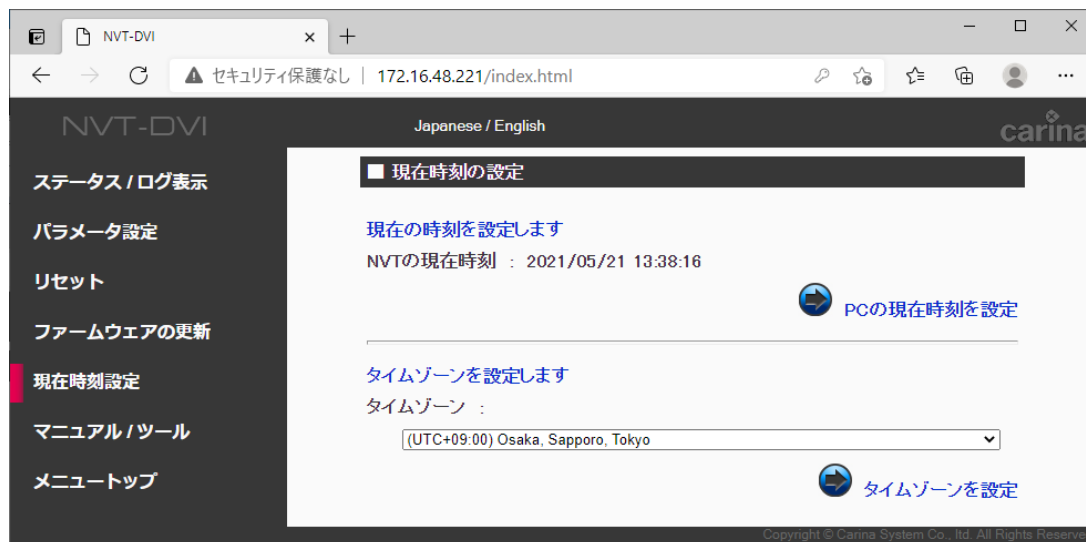 NVT-DVI
セキュリティ保護なし | 172.16.48.221/index.html
NVT-DVI
Japanese / English
carina
ステータス / ログ表示
パラメータ設定
リセット
ファームウェアの更新
現在時刻設定
マニュアル / ツール
メニュートップ
■ 現在時刻の設定
現在の時刻を設定します
NVTの現在時刻 : 2021/05/21 13:38:16
PCの現在時刻を設定
タイムゾーンを設定します
タイムゾーン :
(UTC+09:00) Osaka, Sapporo, Tokyo
タイムゾーンを設定
Copyright © Carina System Co., ltd. All Rights Reserve